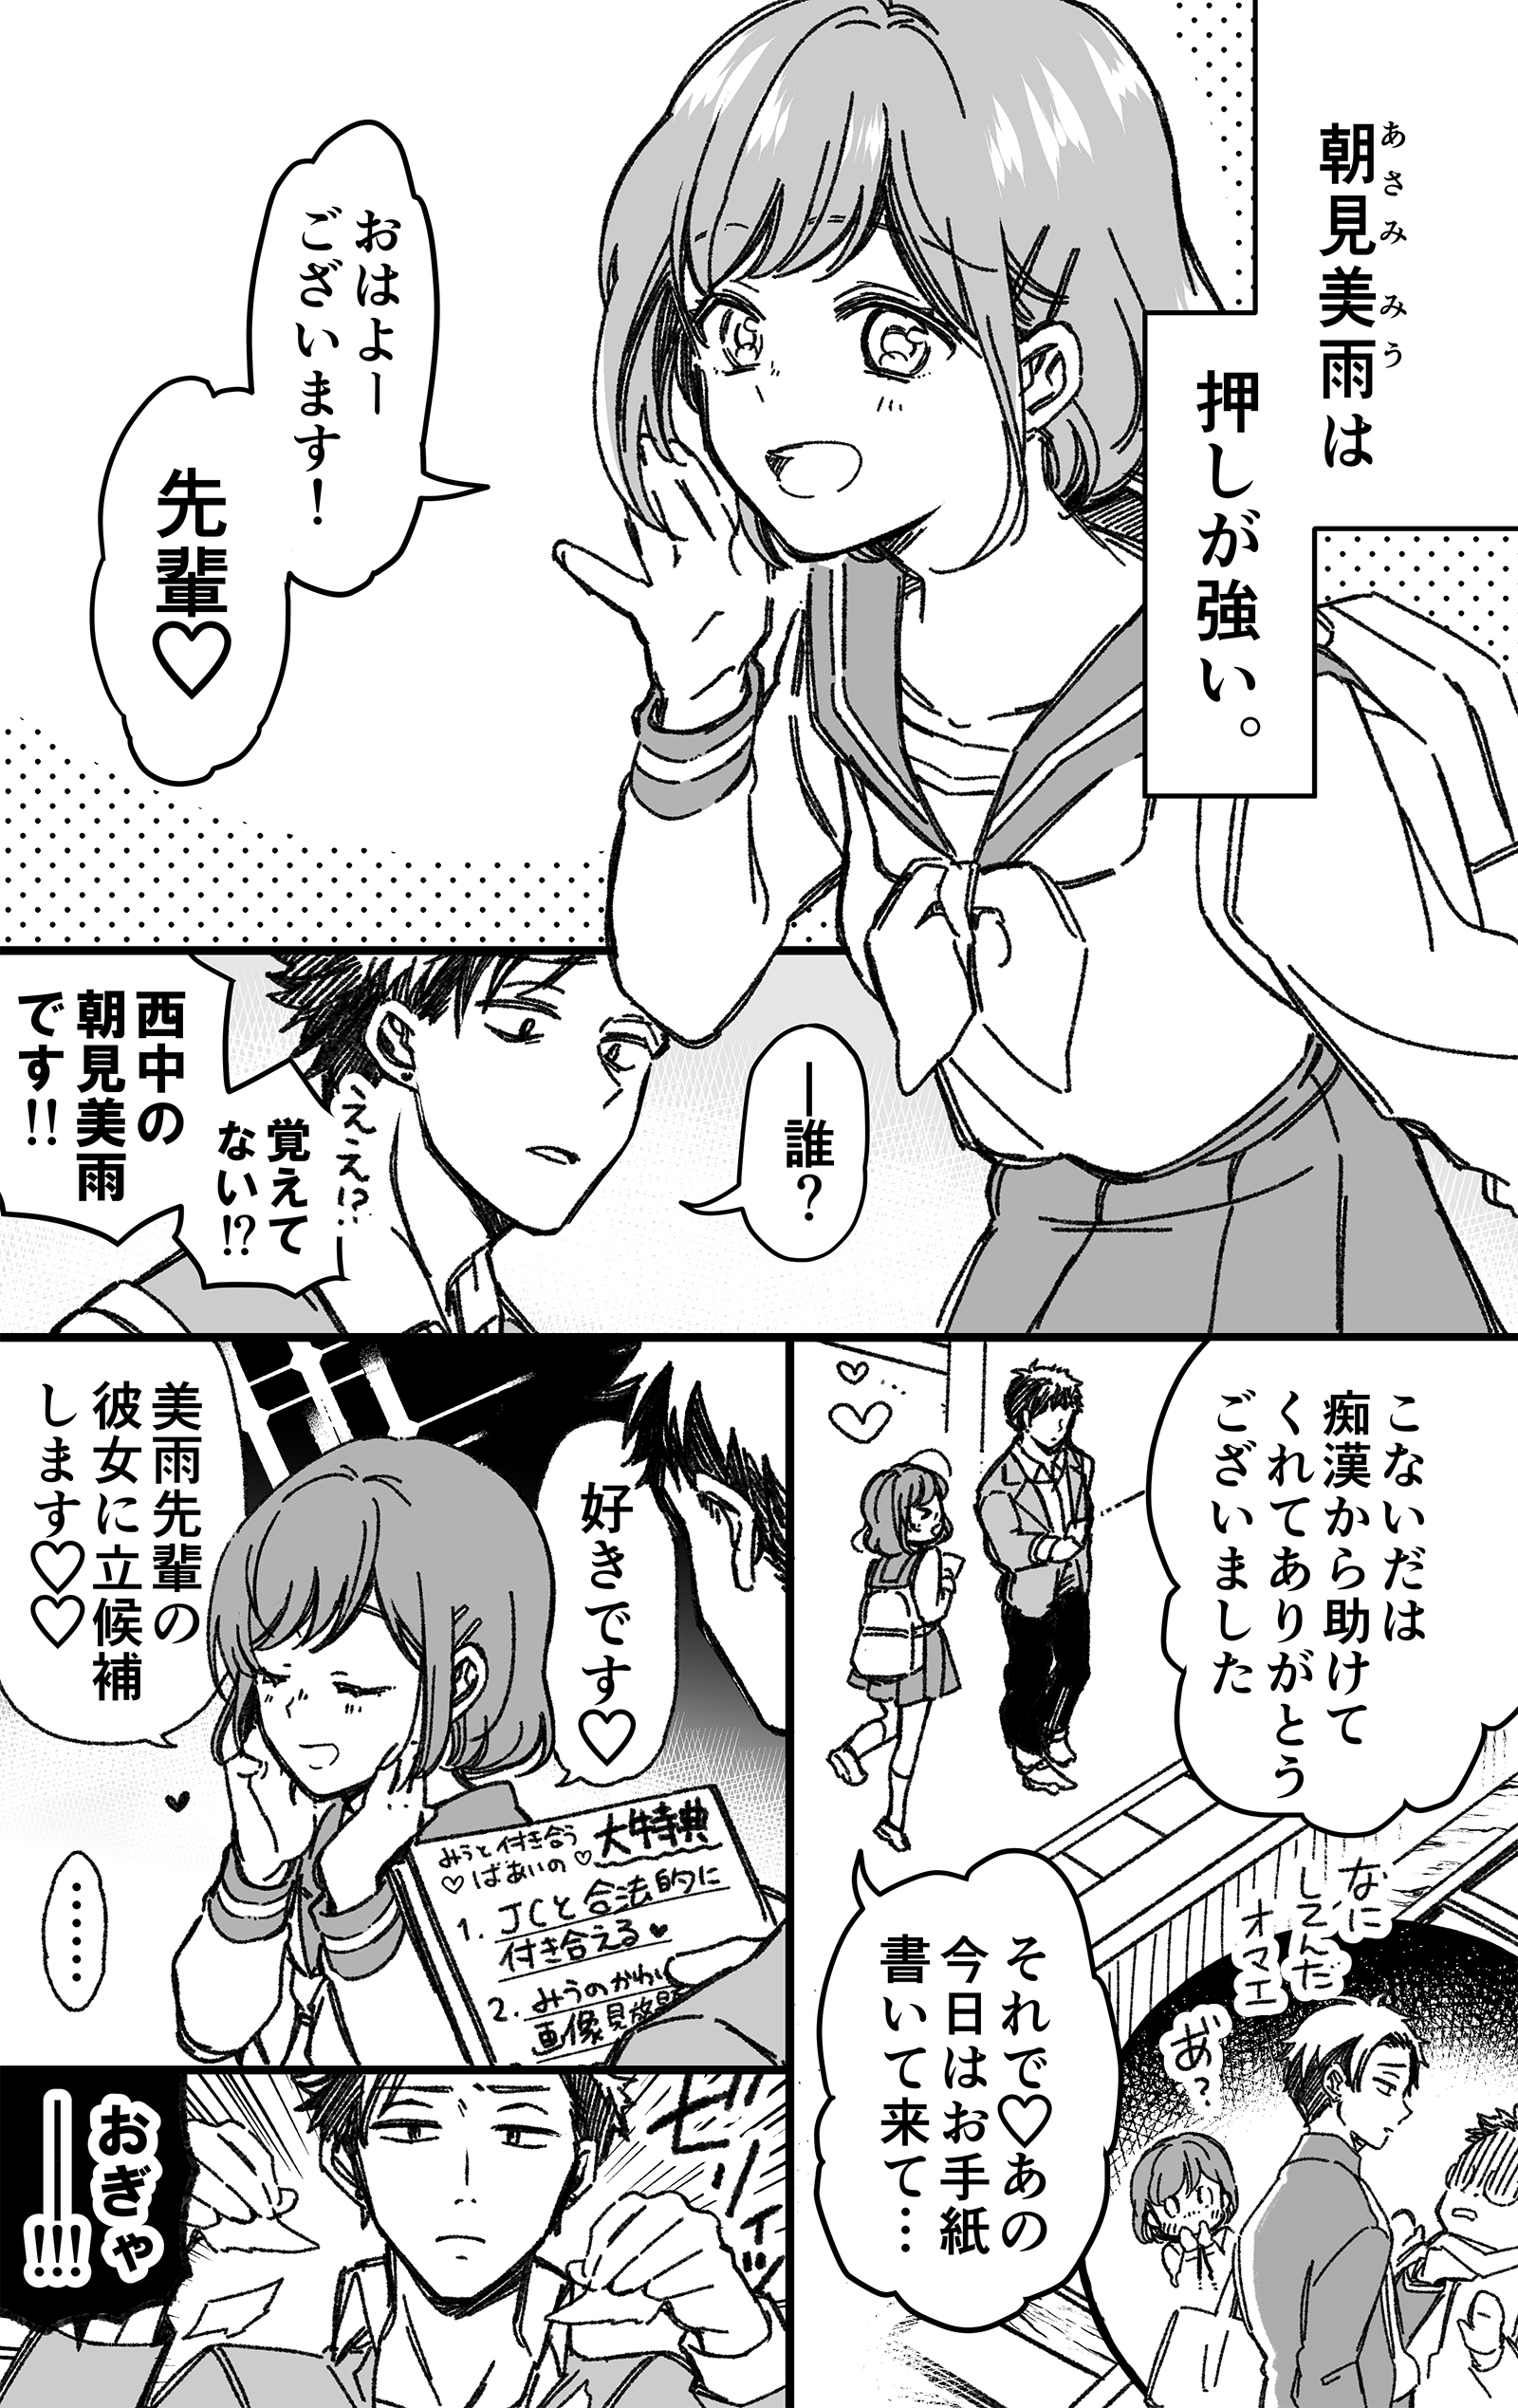 朝見美雨は
あさみみう
押しが強い。
おはよー
ございます!
先輩♡
―誰?
ええ!?
覚えて
ない!?
西中の
朝見美雨
です!!
こないだは
痴漢から助けて
くれてありがとう
ございました
なに
してんだ
オマエ
あ゛?
それで♡あの
今日はお手紙
書いて来て…
好きです♡
美雨先輩の
彼女に立候補
します♡♡
みうと付き合う
♡ばあいの♡
大特典
1. JCと合法的に
付き合える♥
2. みうのかわい
画像見放題
……
ビリィッ
おぎゃ
――!!!!